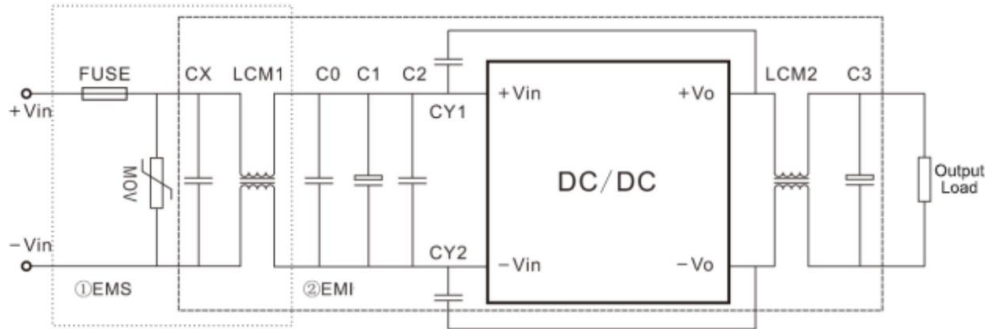 FUSE CX LCM1 C0 C1 C2 LCM2 C3
+Vin CY1 +Vin +Vo
MOV DC/DC Output
Load
−Vin CY2 −Vin −Vo
①EMS ②EMI